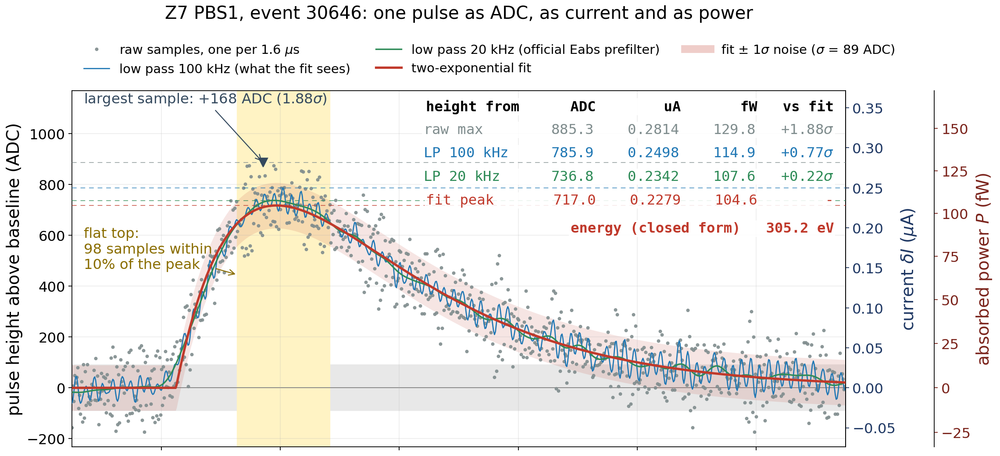 Z7 PBS1, event 30646: one pulse as ADC, as current and as power
raw samples, one per 1.6 μs
low pass 100 kHz (what the fit sees)
low pass 20 kHz (official Eabs prefilter)
two-exponential fit
fit ± 1σ noise (σ = 89 ADC)
largest sample: +168 ADC (1.88σ)
flat top:
98 samples within
10% of the peak
height from ADC uA fW vs fit
raw max 885.3 0.2814 129.8 +1.88σ
LP 100 kHz 785.9 0.2498 114.9 +0.77σ
LP 20 kHz 736.8 0.2342 107.6 +0.22σ
fit peak 717.0 0.2279 104.6 -
energy (closed form) 305.2 eV
pulse height above baseline (ADC)
1000
800
600
400
200
0
−200
0.35
0.30
0.25
0.20
0.15
0.10
0.05
0.00
−0.05
current δI (μA)
150
125
100
75
50
25
0
−25
absorbed power P (fW)